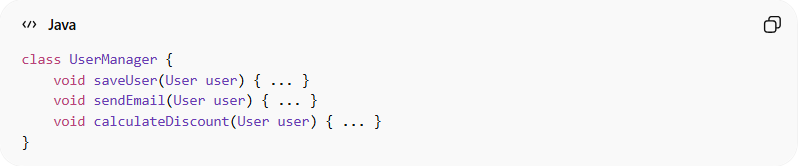 </> Java
class UserManager {
    void saveUser(User user) { ... }
    void sendEmail(User user) { ... }
    void calculateDiscount(User user) { ... }
}